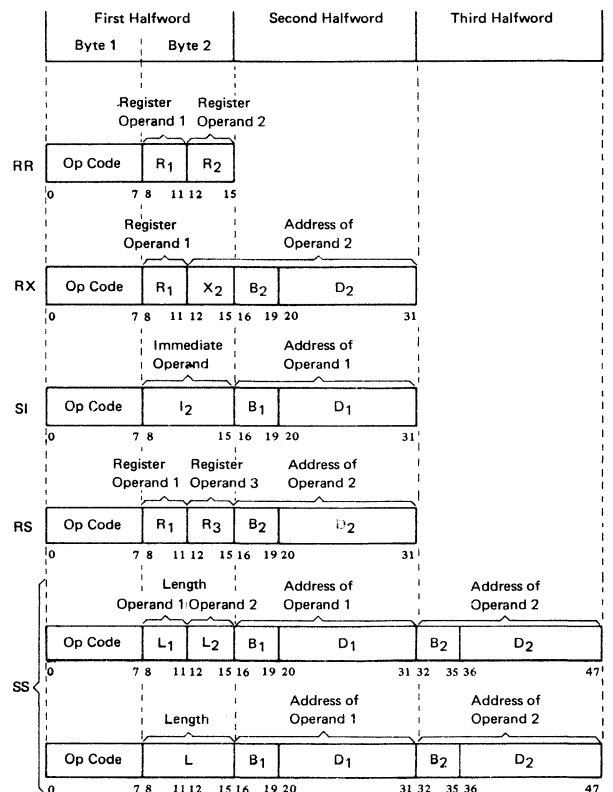 First Halfword Second Halfword Third Halfword
Byte 1 Byte 2
Register Register
Operand 1 Operand 2
RR Op Code R1 R2
0 7 8 11 12 15
Register Address of
Operand 1 Operand 2
RX Op Code R1 X2 B2 D2
0 7 8 11 12 15 16 19 20 31
Immediate Address of
Operand Operand 1
SI Op Code I2 B1 D1
0 7 8 15 16 19 20 31
Register Register Address of
Operand 1 Operand 3 Operand 2
RS Op Code R1 R3 B2 D2
0 7 8 11 12 15 16 19 20 31
Length Address of Address of
Operand 1 Operand 2 Operand 1 Operand 2
SS Op Code L1 L2 B1 D1 B2 D2
0 7 8 11 12 15 16 19 20 31 32 35 36 47
Address of Address of
Length Operand 1 Operand 2
Op Code L B1 D1 B2 D2
0 7 8 11 12 15 16 19 20 31 32 35 36 47